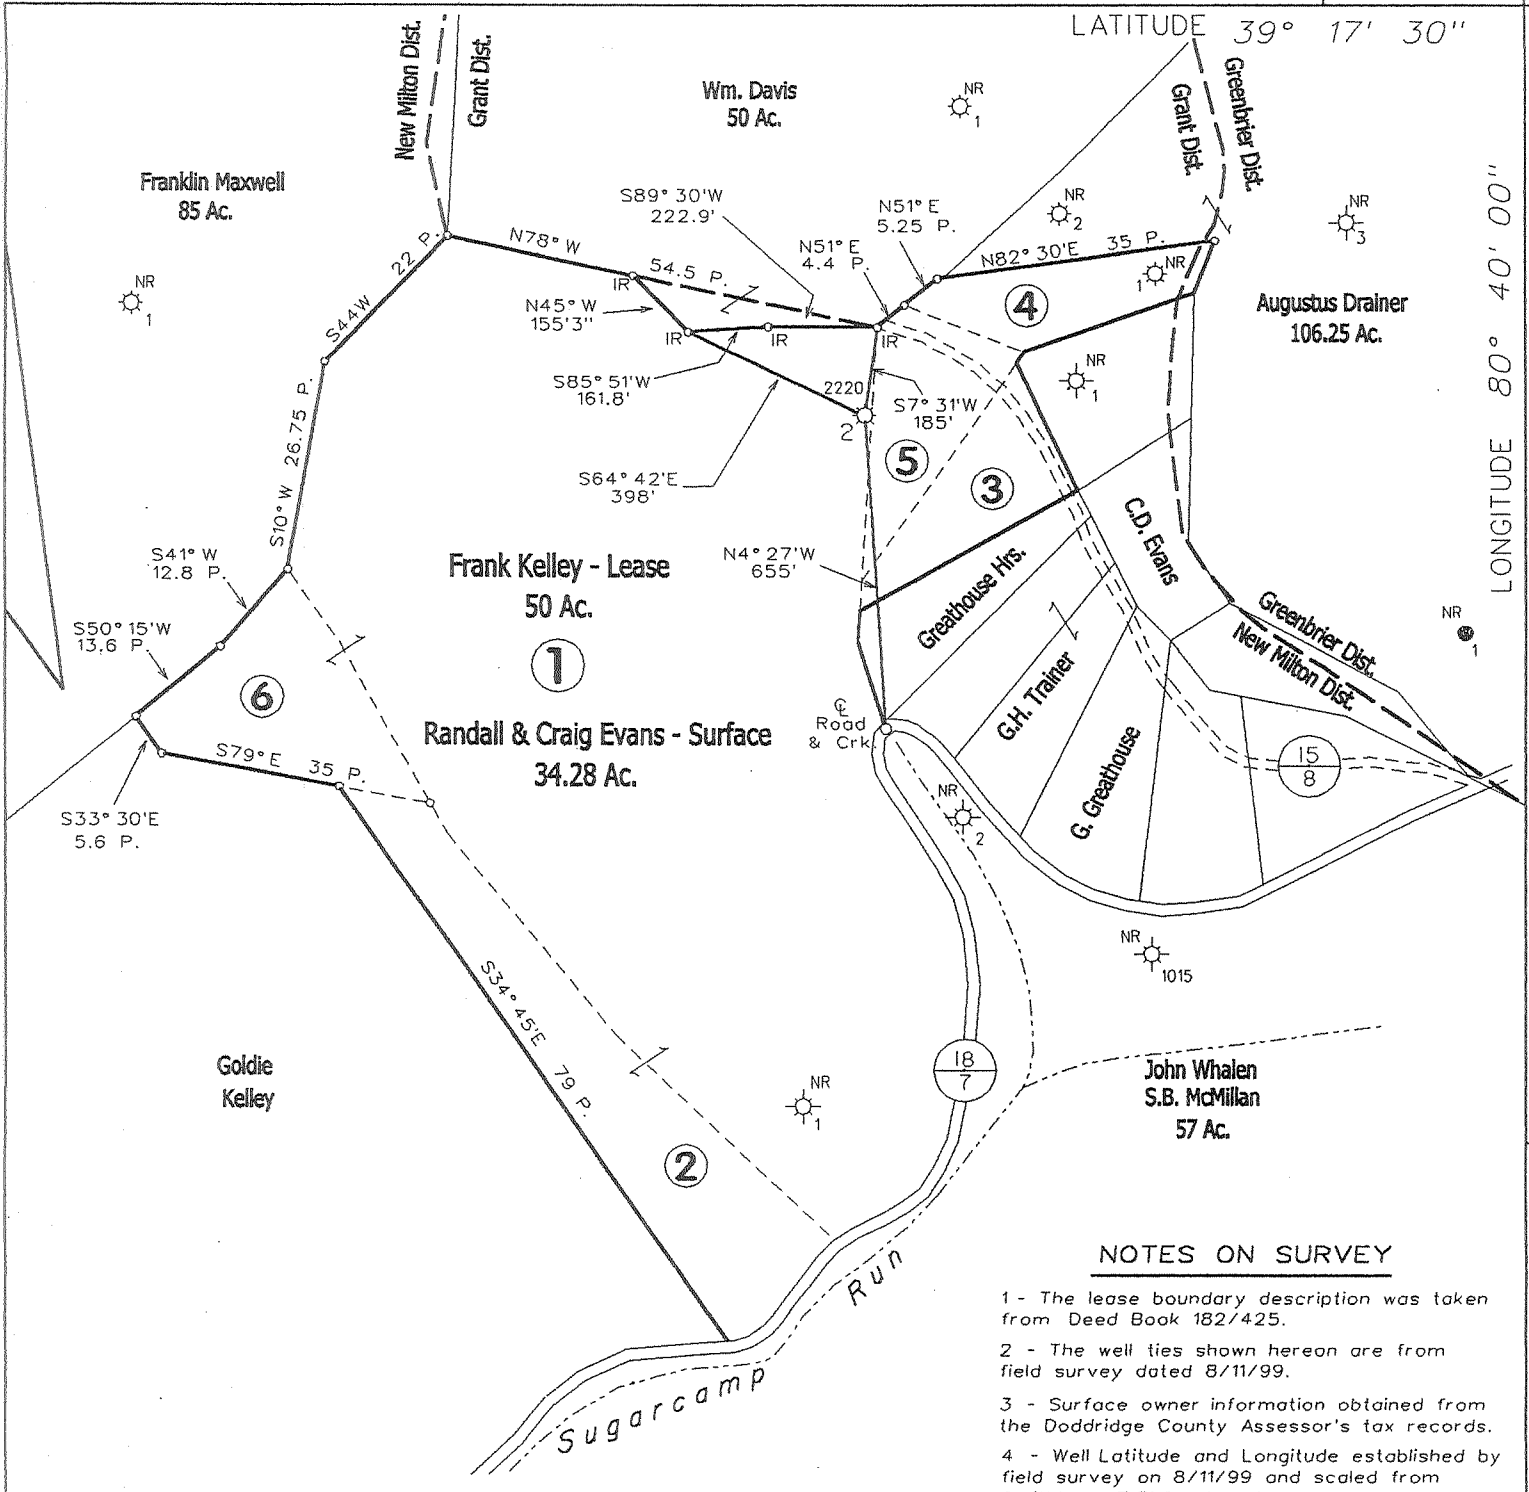 LATITUDE 39° 17' 30"
LONGITUDE 80° 40' 00"
New Milton Dist.
Grant Dist.
Wm. Davis
50 Ac.
NR
1
Grant Dist.
Greenbrier Dist.
Franklin Maxwell
85 Ac.
NR
1
S89° 30'W
222.9'
N51° E
5.25 P.
N51° E
4.4 P.
NR
2
NR
3
N82° 30'E 35 P.
NR
1
4
Augustus Drainer
106.25 Ac.
S44W 22 P.
N78° W 54.5 P.
IR
N45° W
155'3"
IR
IR
IR
S85° 51'W
161.8'
2220
2
S7° 31'W
185'
NR
1
S64° 42'E
398'
5
3
S10° W 26.75 P.
S41° W
12.8 P.
S50° 15'W
13.6 P.
Frank Kelley - Lease
50 Ac.
1
N4° 27'W
655'
Greathouse Hrs.
C.D. Evans
G.H. Trainer
G. Greathouse
Greenbrier Dist.
New Milton Dist.
NR
1
6
Randall & Craig Evans - Surface
34.28 Ac.
℄
Road
& Crk.
S79° E 35 P.
S33° 30'E
5.6 P.
15
8
NR
2
NR
1015
S34° 45'E 79 P.
Goldie
Kelley
18
7
NR
1
2
John Whalen
S.B. McMillan
57 Ac.
Sugarcamp Run
NOTES ON SURVEY
1 - The lease boundary description was taken
from Deed Book 182/425.
2 - The well ties shown hereon are from
field survey dated 8/11/99.
3 - Surface owner information obtained from
the Doddridge County Assessor's tax records.
4 - Well Latitude and Longitude established by
field survey on 8/11/99 and scaled from